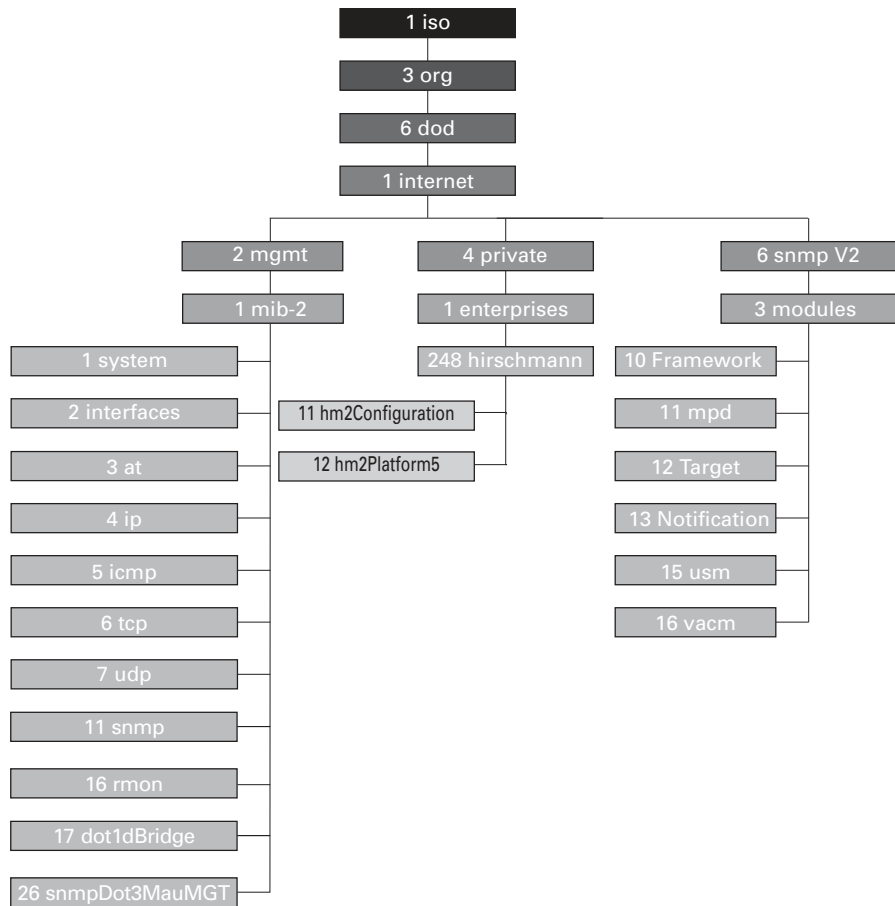 1 iso
3 org
6 dod
1 internet
2 mgmt
4 private
6 snmp V2
1 mib-2
1 enterprises
3 modules
1 system
248 hirschmann
10 Framework
2 interfaces
11 hm2Configuration
11 mpd
3 at
12 hm2Platform5
12 Target
4 ip
13 Notification
5 icmp
15 usm
6 tcp
16 vacm
7 udp
11 snmp
16 rmon
17 dot1dBridge
26 snmpDot3MauMGT